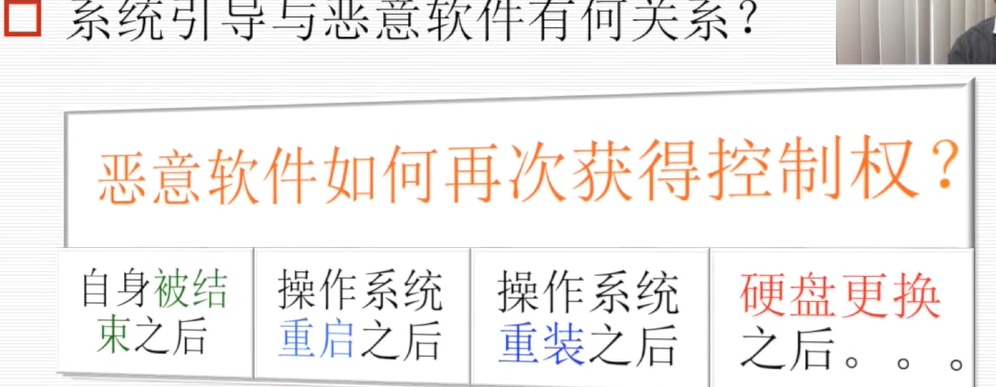 系统引导与恶意软件有何关系？
恶意软件如何再次获得控制权？
自身被结
束之后
操作系统
重启之后
操作系统
重装之后
硬盘更换
之后。。。